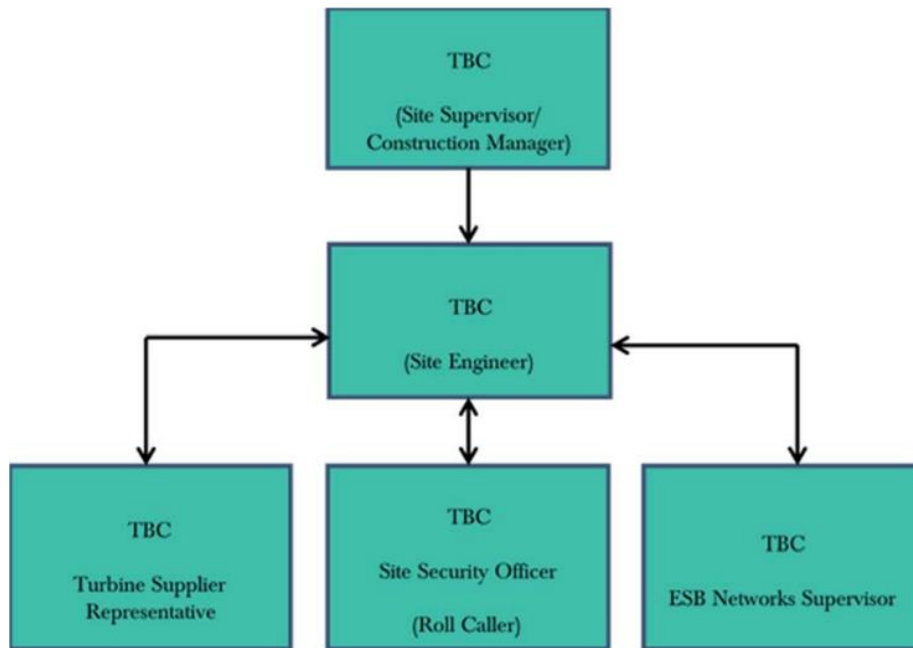 TBC
(Site Supervisor/
Construction Manager)
TBC
(Site Engineer)
TBC
Turbine Supplier
Representative
TBC
Site Security Officer
(Roll Caller)
TBC
ESB Networks Supervisor